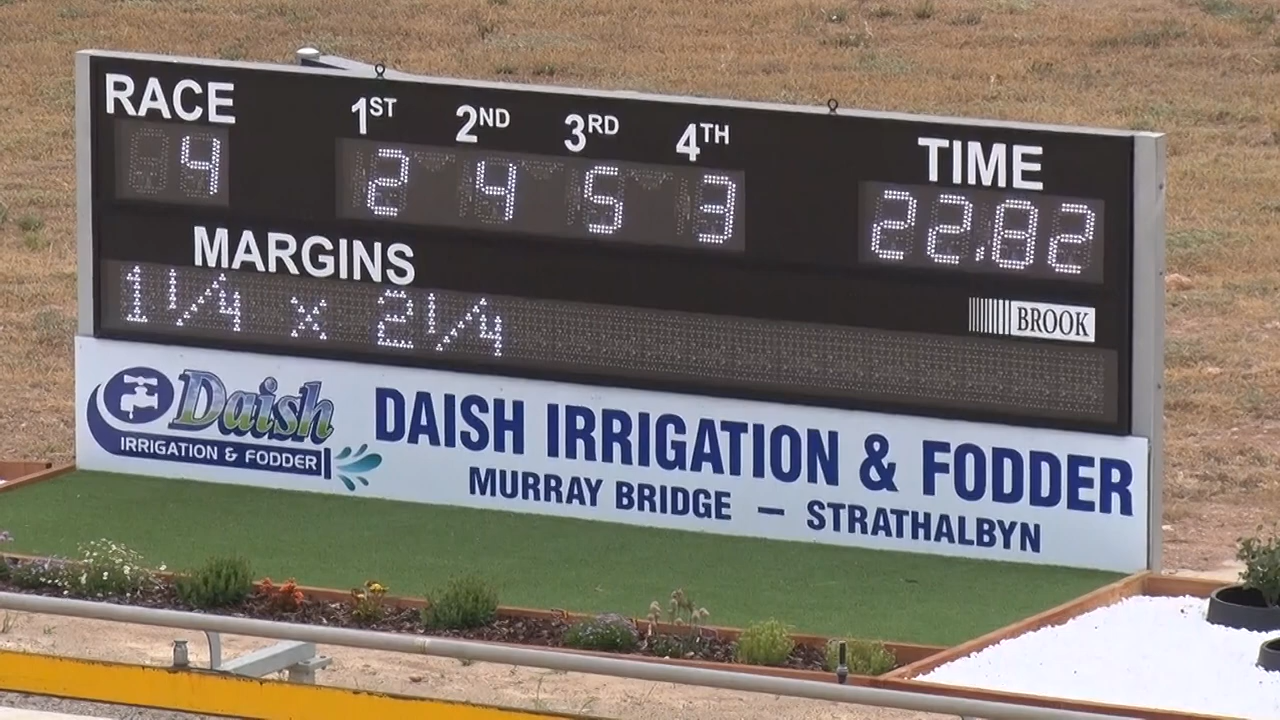 RACE 1ST 2ND 3RD 4TH TIME
4 2 4 5 3 22.82
MARGINS
1 1/4 x 2 1/4
BROOK
Daish
IRRIGATION & FODDER
DAISH IRRIGATION & FODDER
MURRAY BRIDGE – STRATHALBYN